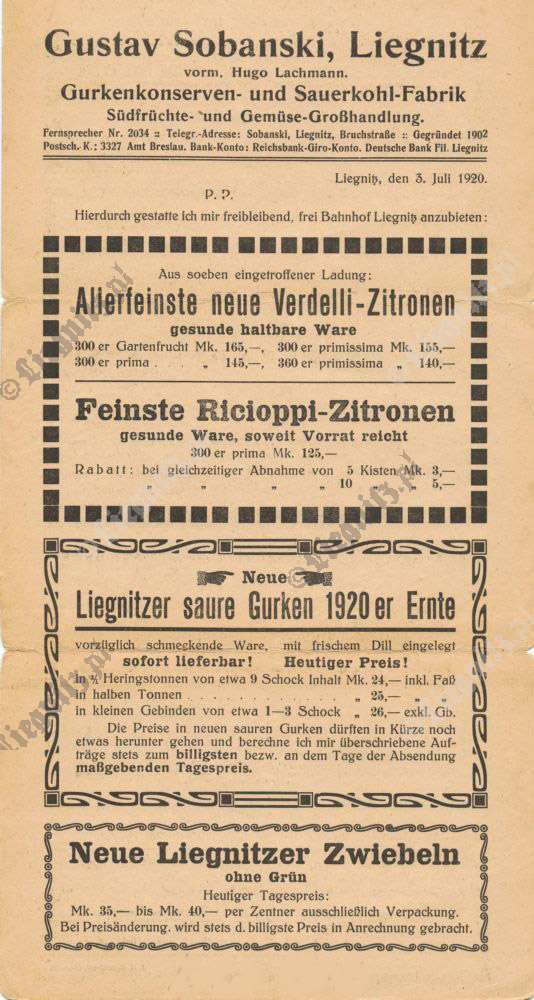 Gustav Sobanski, Liegnitz
vorm. Hugo Lachmann.
Gurkenkonserven- und Sauerkohl-Fabrik
Südfrüchte- und Gemüse-Großhandlung.
Fernsprecher Nr. 2034 :: Telegr.-Adresse: Sobanski, Liegnitz, Bruchstraße :: Gegründet 1902
Postsch.-K.: 3327 Amt Breslau. Bank-Konto: Reichsbank-Giro-Konto. Deutsche Bank Fil. Liegnitz
Liegnitz, den 3. Juli 1920.
P. P.
Hierdurch gestatte ich mir freibleibend, frei Bahnhof Liegnitz anzubieten:
Aus soeben eingetroffener Ladung:
Allerfeinste neue Verdelli-Zitronen
gesunde haltbare Ware
300 er Gartenfrucht Mk. 165,—, 300 er primissima Mk. 155,—
300 er prima . . . „ 145,—, 360 er primissima „ 140,—
Feinste Ricioppi-Zitronen
gesunde Ware, soweit Vorrat reicht
300 er prima Mk. 125,—
Rabatt: bei gleichzeitiger Abnahme von 5 Kisten Mk. 3,—
„ „ „ „ 10 „ „ 5,—
Neue
Liegnitzer saure Gurken 1920 er Ernte
vorzüglich schmeckende Ware, mit frischem Dill eingelegt
sofort lieferbar! Heutiger Preis!
in Heringstonnen von etwa 9 Schock Inhalt Mk. 24,— inkl. Faß
in halben Tonnen . . . . . . . . . . . . „ 25,— „ „
in kleinen Gebinden von etwa 1—3 Schock „ 26,— exkl. Gb.
Die Preise in neuen sauren Gurken dürften in Kürze noch
etwas herunter gehen und berechne ich mir überschriebene Auf-
träge stets zum billigsten bezw. an dem Tage der Absendung
maßgebenden Tagespreis.
Neue Liegnitzer Zwiebeln
ohne Grün
Heutiger Tagespreis:
Mk. 35,— bis Mk. 40,— per Zentner ausschließlich Verpackung.
Bei Preisänderung. wird stets d. billigste Preis in Anrechnung gebracht.
© Liegnitz.pl
© Liegnitz.pl
Liegnitz.pl